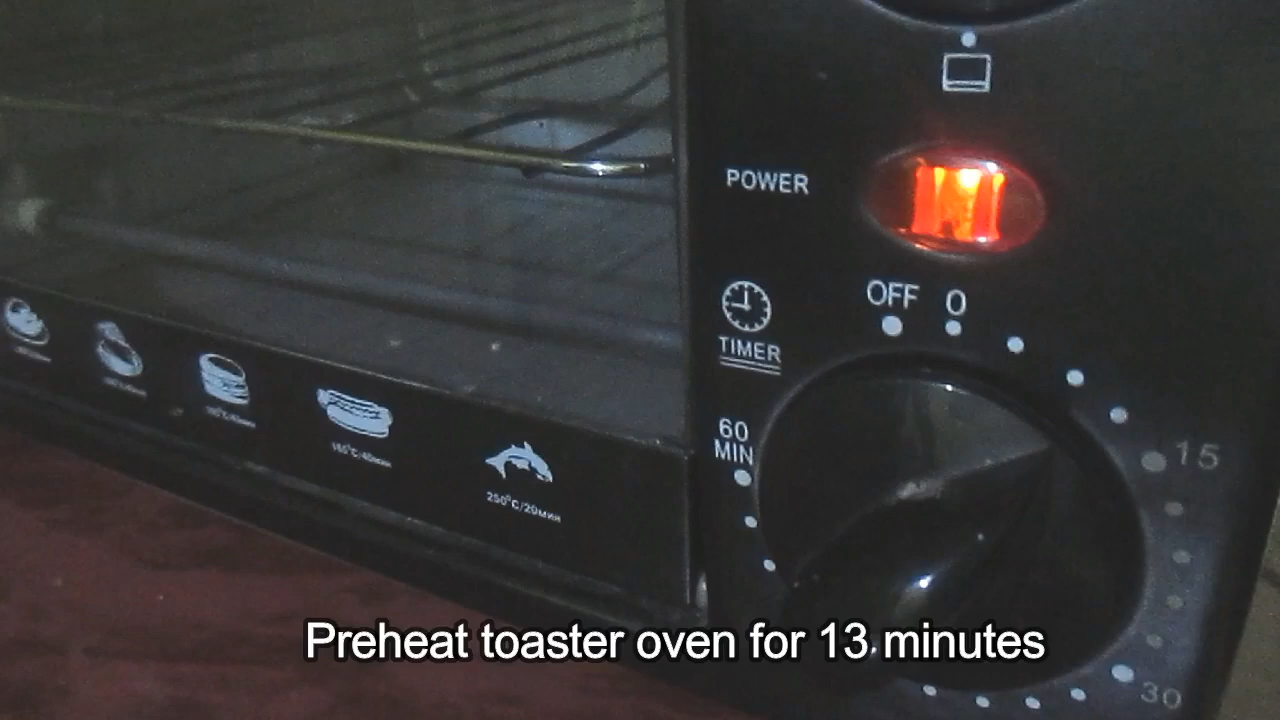 POWER
OFF 0
TIMER
60
MIN
15
250°C/20мин
30
Preheat toaster oven for 13 minutes